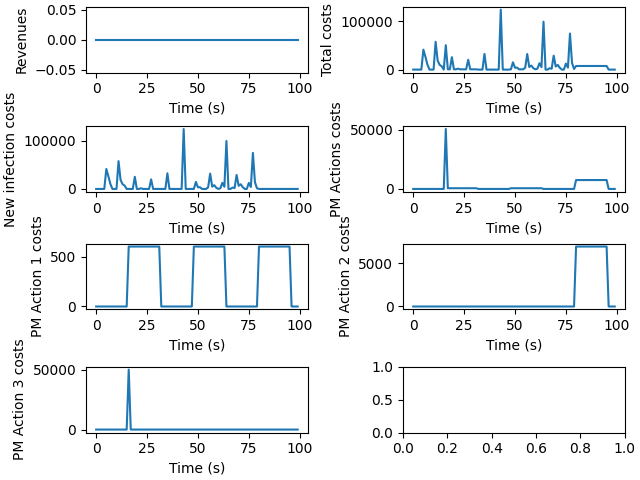 Revenues
0.05
0.00
−0.05
0 25 50 75 100
Time (s)
Total costs
100000
0
0 25 50 75 100
Time (s)
New infection costs
100000
0
0 25 50 75 100
Time (s)
PM Actions costs
50000
0
0 25 50 75 100
Time (s)
PM Action 1 costs
500
0
0 25 50 75 100
Time (s)
PM Action 2 costs
5000
0
0 25 50 75 100
Time (s)
PM Action 3 costs
50000
0
0 25 50 75 100
Time (s)
1.0
0.5
0.0
0.0 0.2 0.4 0.6 0.8 1.0